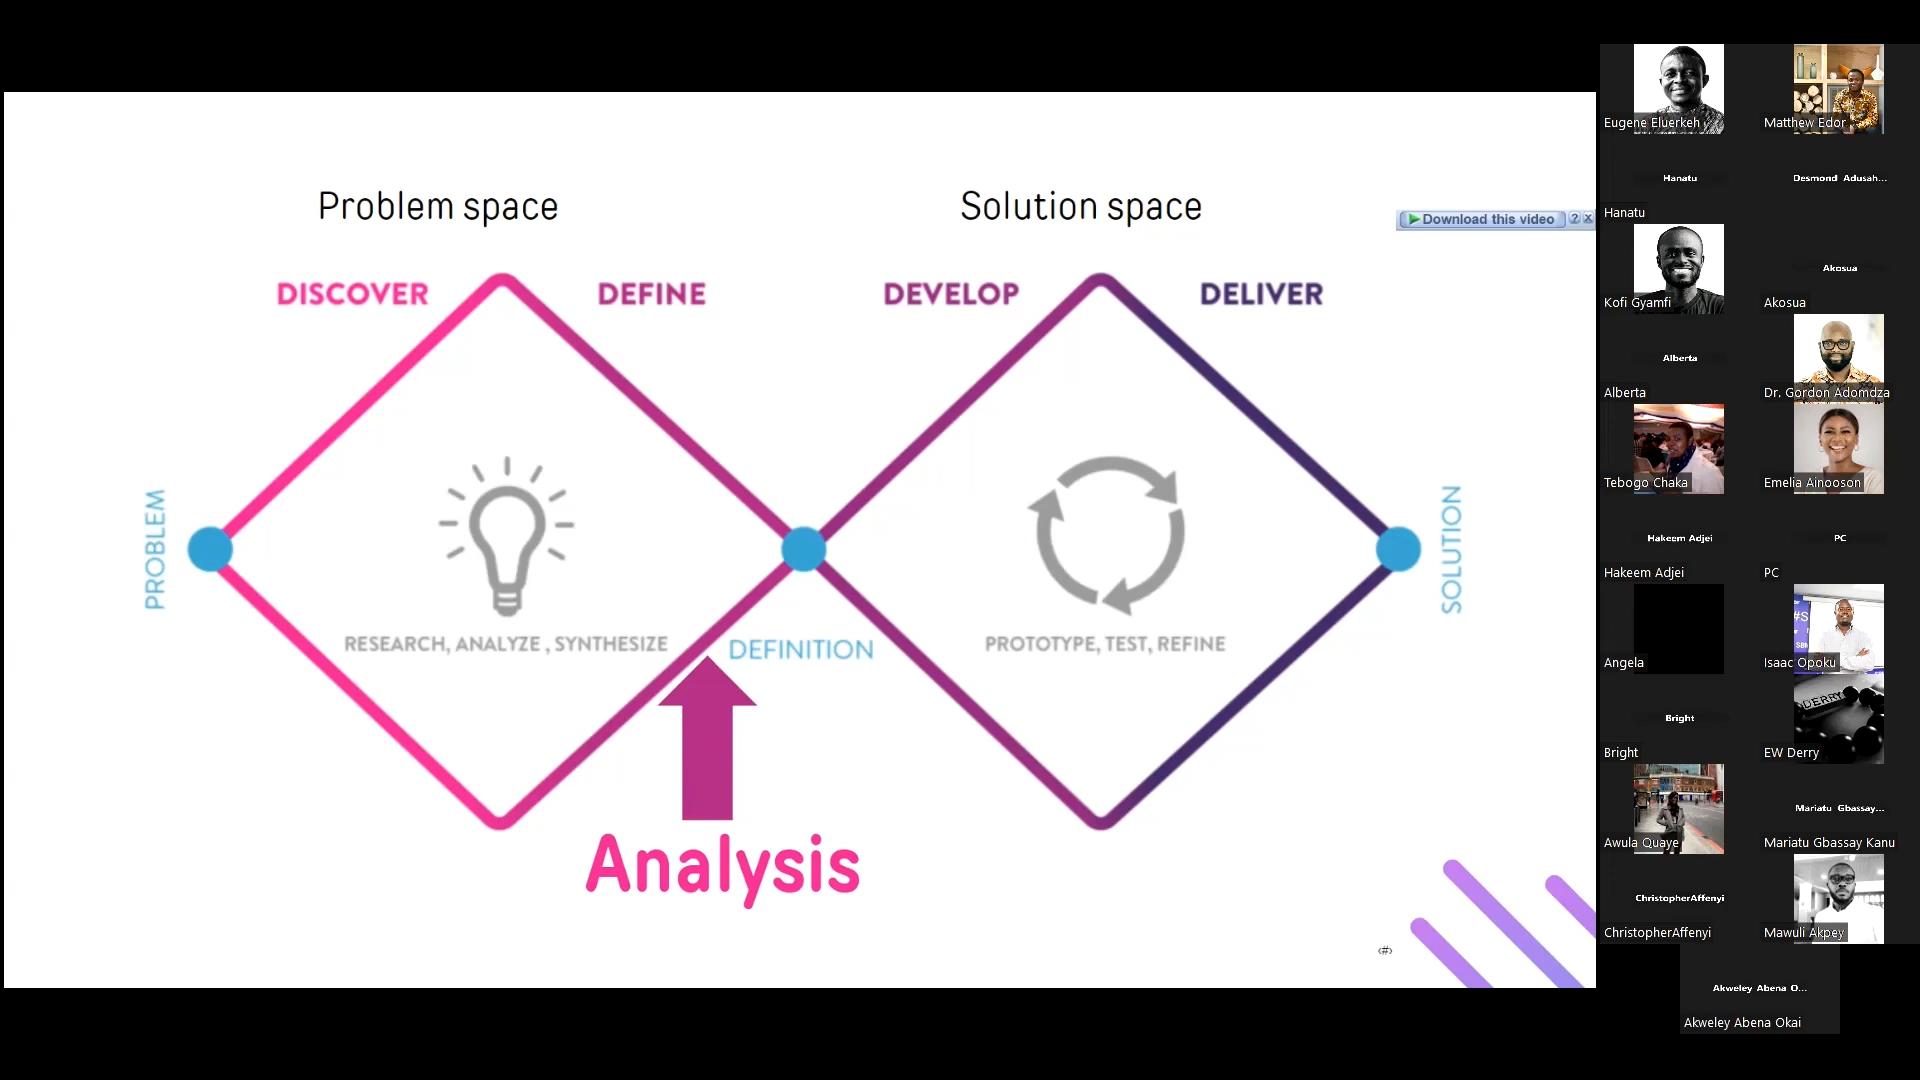 Problem space
Solution space
Download this video
?
DISCOVER
DEFINE
DEVELOP
DELIVER
PROBLEM
SOLUTION
RESEARCH, ANALYZE , SYNTHESIZE
DEFINITION
PROTOTYPE, TEST, REFINE
Analysis
‹#›
Eugene Eluerkeh
Matthew Edor
Hanatu
Hanatu
Desmond Adusah...
Kofi Gyamfi
Akosua
Akosua
Alberta
Alberta
Dr. Gordon Adomdza
Tebogo Chaka
Emelia Ainooson
Hakeem Adjei
Hakeem Adjei
PC
PC
Angela
#S
SBN
Isaac Opoku
Bright
Bright
DERRY
EW Derry
Awula Quaye
Mariatu Gbassay...
Mariatu Gbassay Kanu
ChristopherAffenyi
ChristopherAffenyi
Mawuli Akpey
Akweley Abena O...
Akweley Abena Okai